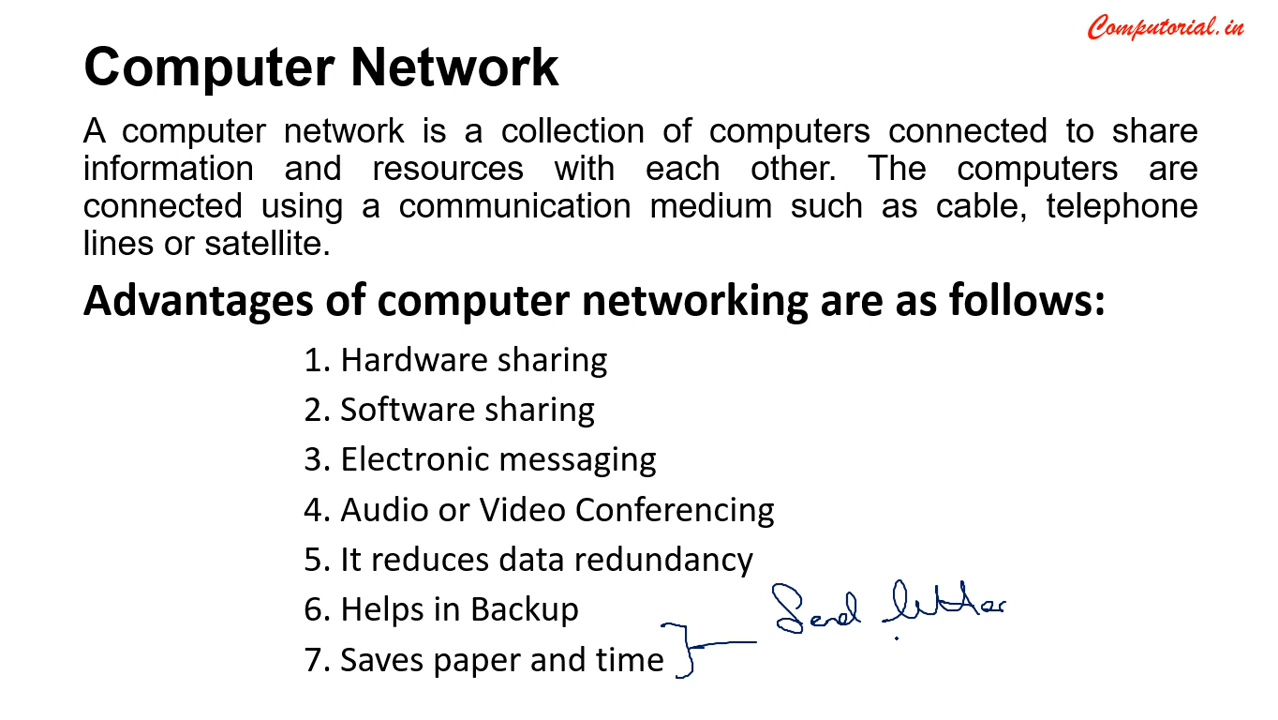 Computorial.in
Computer Network
A computer network is a collection of computers connected to share
information and resources with each other. The computers are
connected using a communication medium such as cable, telephone
lines or satellite.
Advantages of computer networking are as follows:
1. Hardware sharing
2. Software sharing
3. Electronic messaging
4. Audio or Video Conferencing
5. It reduces data redundancy
6. Helps in Backup
7. Saves paper and time
Send